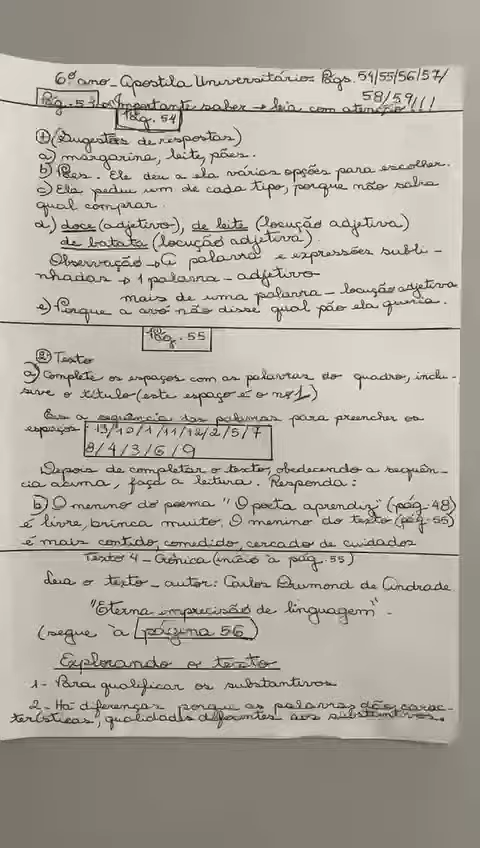 6º ano - Apostila Universitário: Págs. 54/55/56/57/
58/59
Pág. 53 É importante saber → leia com atenção!!!
Pág. 54
① (Sugestões de respostas)
a) margarina, leite, pães.
b) Pães. Ele deu a ela várias opções para escolher.
c) Ela pediu um de cada tipo, porque não sabia
qual comprar.
d) doce (adjetivo), de leite (locução adjetiva)
de batata (locução adjetiva).
Observação → A palavra e expressões subli-
nhadas → 1 palavra - adjetivo
mais de uma palavra - locução adjetiva
e) Porque a avó não disse qual pão ela queria.
Pág. 55
② Texto
a) Complete os espaços com as palavras do quadro, inclu-
sive o título (este espaço é o nº 1)
Eis a sequência das palavras para preencher os
espaços 13/10/1/11/12/2/5/7
8/4/3/6/9
Depois de completar o texto, obedecendo a sequên-
cia acima, faça a leitura. Responda:
b) O menino do poema "O poeta aprendiz" (pág. 48)
é livre, brinca muito. O menino do texto (pág. 55)
é mais contido, comedido, cercado de cuidados
Texto 4 - Crônica (início à pág. 55)
Leia o texto - autor: Carlos Drumond de Andrade
"Eterna imprecisão de linguagem" -
(segue à página 56)
Explorando o texto
1- Para qualificar os substantivos
2- Há diferenças porque as palavras dão carac-
terísticas, qualidades diferentes aos substantivos.